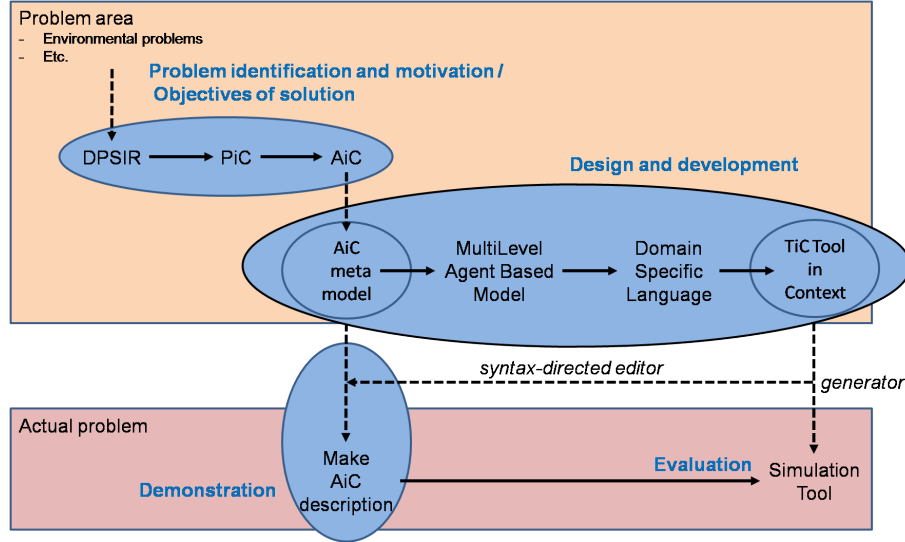 Problem area
- Environmental problems
- Etc.
Problem identification and motivation /
Objectives of solution
DPSIR
PiC
AiC
Design and development
AiC
meta
model
MultiLevel
Agent Based
Model
Domain
Specific
Language
TiC Tool
in
Context
syntax-directed editor
generator
Actual problem
Make
AiC
description
Demonstration
Evaluation
Simulation
Tool